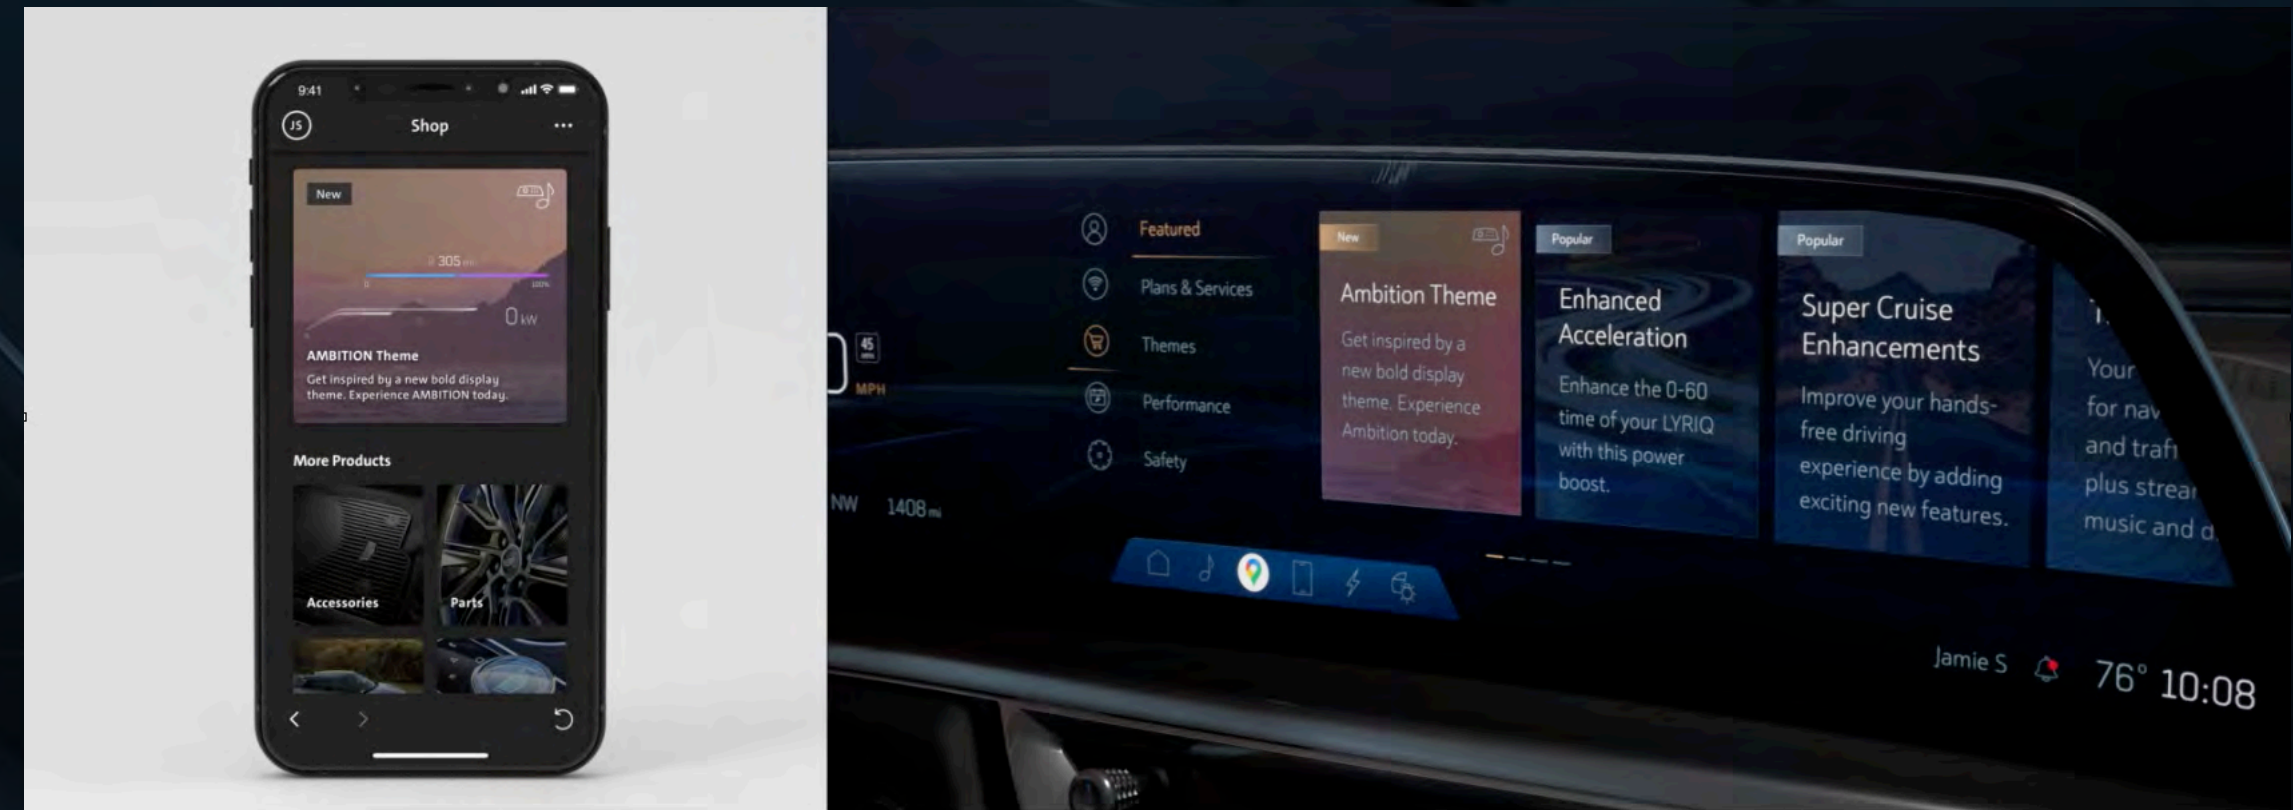 9:41
JS
Shop
New
305
0
100%
0 kW
AMBITION Theme
Get inspired by a new bold display
theme. Experience AMBITION today.
More Products
Accessories
Parts
45
MPH
NW
1408 mi
Featured
Plans & Services
Themes
Performance
Safety
New
Ambition Theme
Get inspired by a
new bold display
theme. Experience
Ambition today.
Popular
Enhanced
Acceleration
Enhance the 0-60
time of your LYRIQ
with this power
boost.
Popular
Super Cruise
Enhancements
Improve your hands-
free driving
experience by adding
exciting new features.
Your
for nav
and traf
plus strea
music and d
Jamie S
76° 10:08